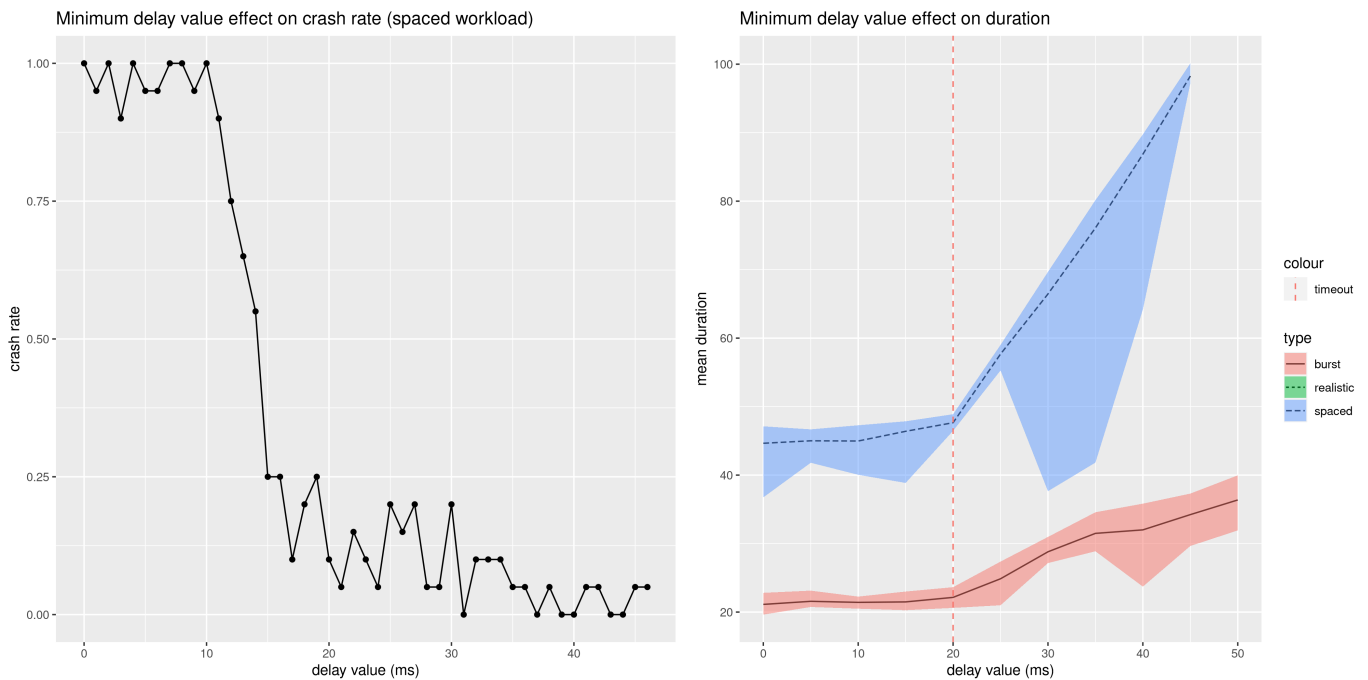 Minimum delay value effect on crash rate (spaced workload)
crash rate
1.00
0.75
0.50
0.25
0.00
0 10 20 30 40
delay value (ms)
Minimum delay value effect on duration
mean duration
100
80
60
40
20
0 10 20 30 40 50
delay value (ms)
colour
timeout
type
burst
realistic
spaced